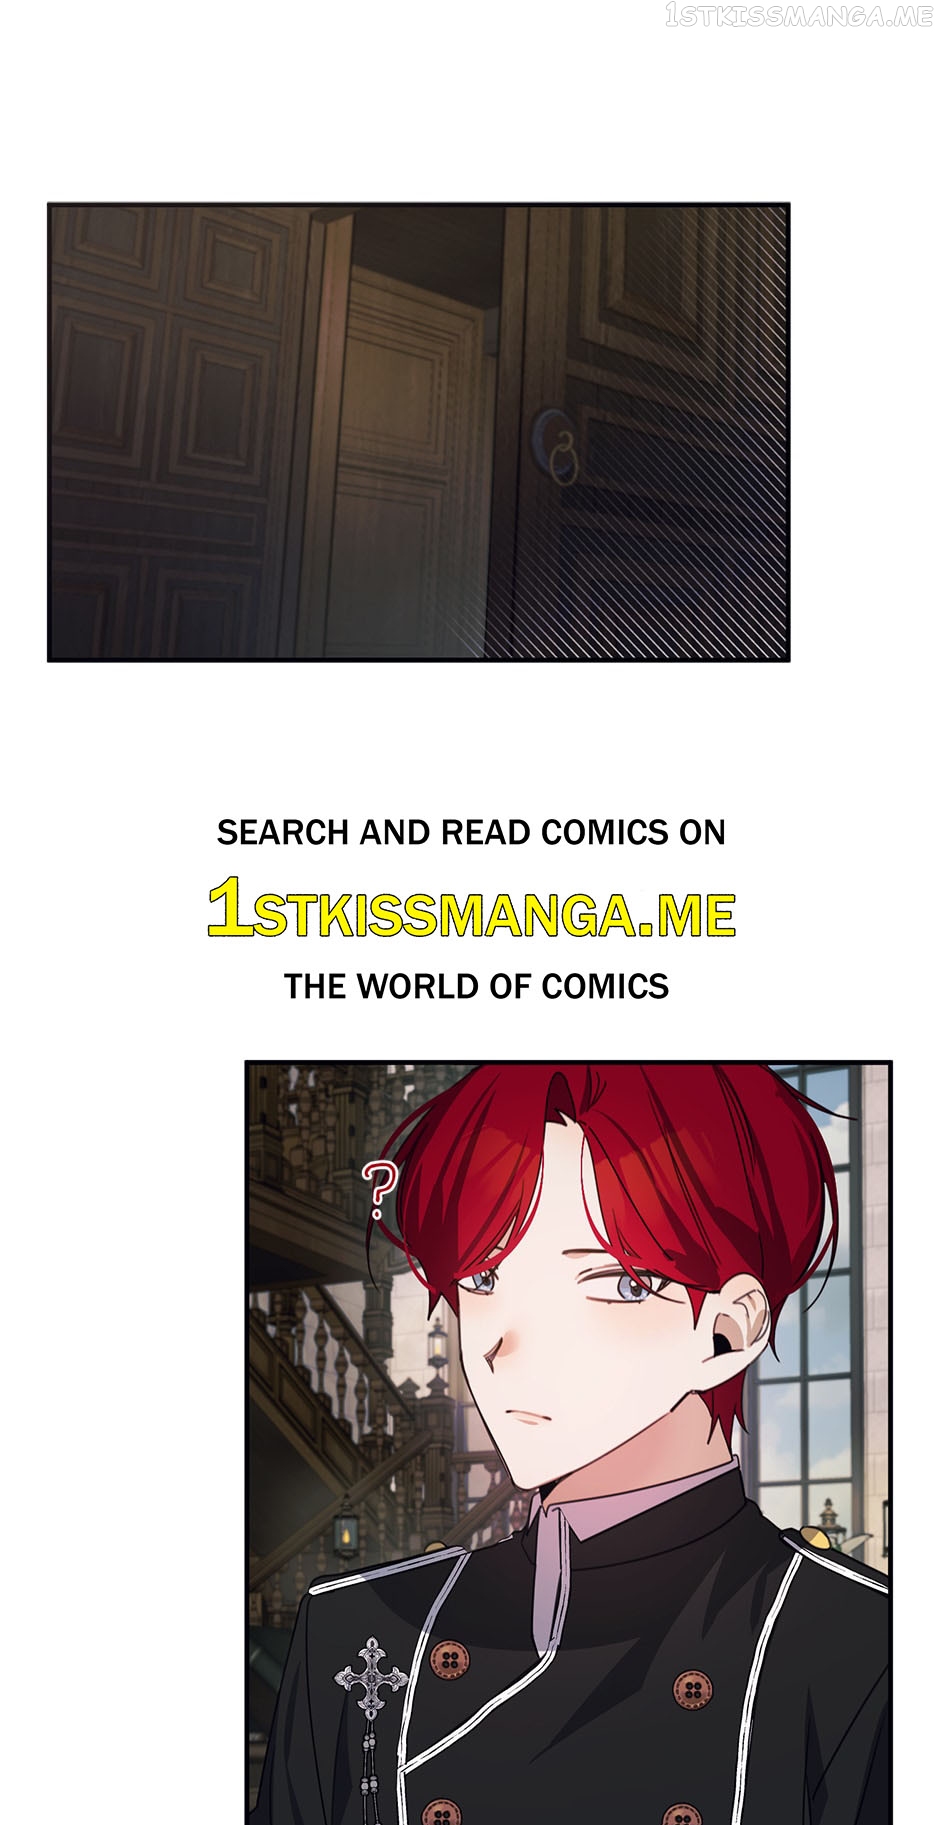 1STKISSMANGA.ME
SEARCH AND READ COMICS ON
1STKISSMANGA.ME
THE WORLD OF COMICS
?